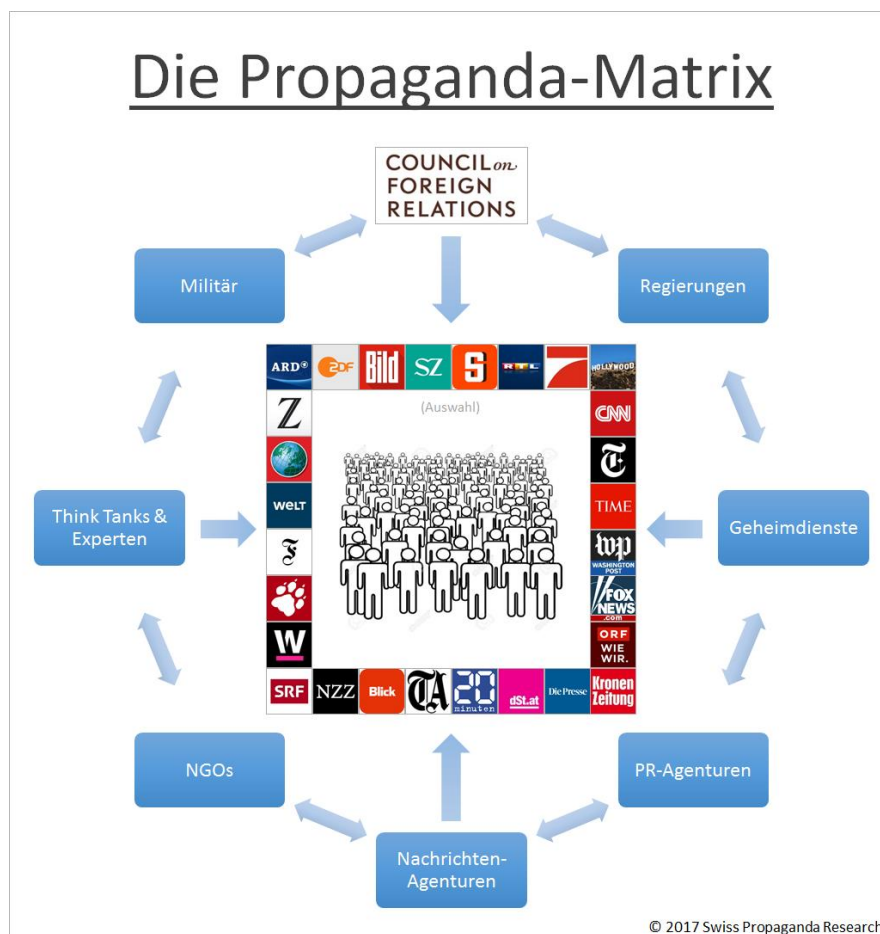 Die Propaganda-Matrix
COUNCIL on
FOREIGN
RELATIONS
Militär
Regierungen
ARD
ZDF
Bild
SZ
S
RTL
7
HOLLYWOOD
(Auswahl)
Z
CNN
T
WELT
TIME
Think Tanks &
Experten
Geheimdienste
F
wp
WASHINGTON
POST
FOX
NEWS
.com
W
ORF
WIE
WIR.
SRF
NZZ
Blick
TA
20
minuten
dSt.at
Die Presse
Kronen
Zeitung
NGOs
PR-Agenturen
Nachrichten-
Agenturen
© 2017 Swiss Propaganda Research